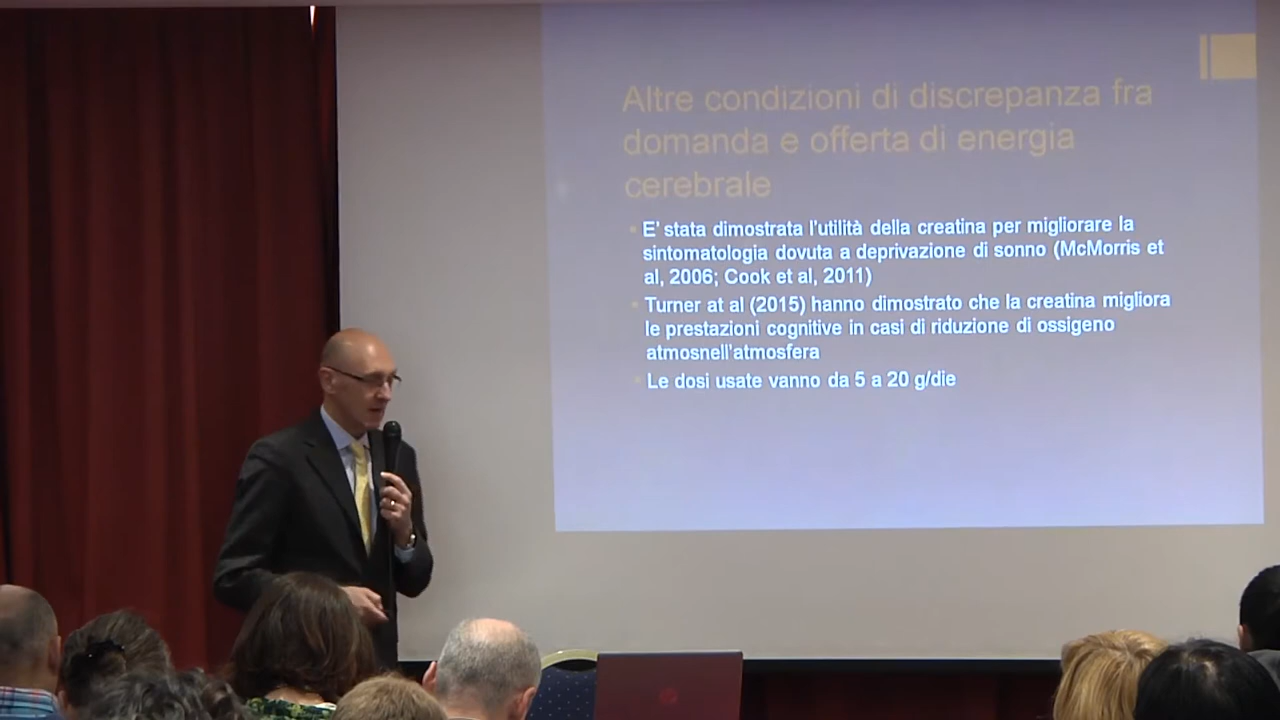 Altre condizioni di discrepanza fra
domanda e offerta di energia
cerebrale
E' stata dimostrata l'utilità della creatina per migliorare la
sintomatologia dovuta a deprivazione di sonno (McMorris et
al, 2006; Cook et al, 2011)
Turner at al (2015) hanno dimostrato che la creatina migliora
le prestazioni cognitive in casi di riduzione di ossigeno
atmosnell'atmosfera
Le dosi usate vanno da 5 a 20 g/die